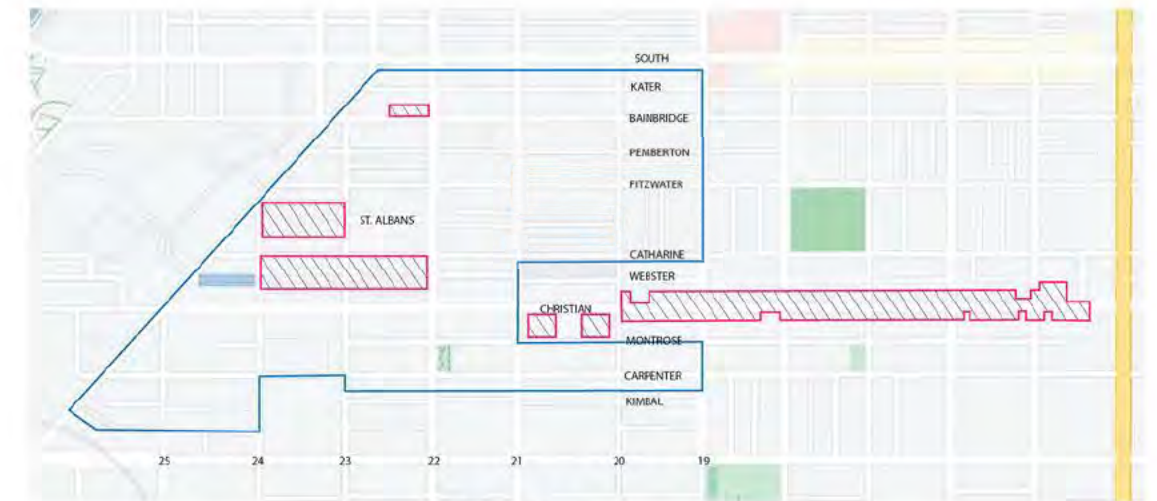 SOUTH
KATER
BAINBRIDGE
PEMBERTON
FITZWATER
ST. ALBANS
CATHARINE
WEBSTER
CHRISTIAN
MONTROSE
CARPENTER
KIMBAL
25 24 23 22 21 20 19